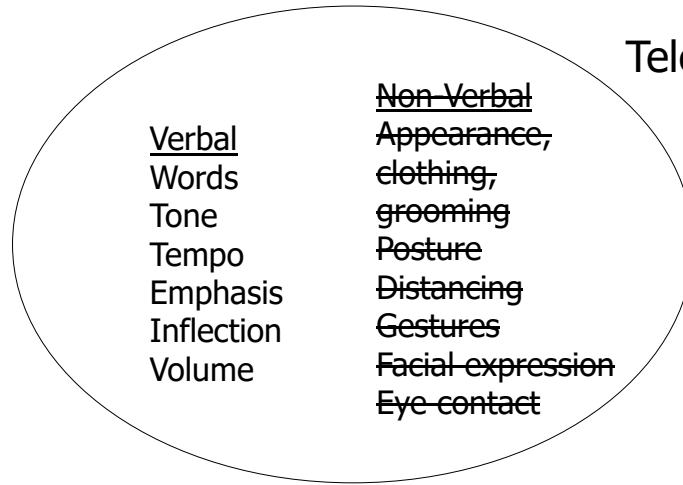 Verbal
Words
Tone
Tempo
Emphasis
Inflection
Volume
Non-Verbal
Appearance,
clothing,
grooming
Posture
Distancing
Gestures
Facial expression
Eye contact